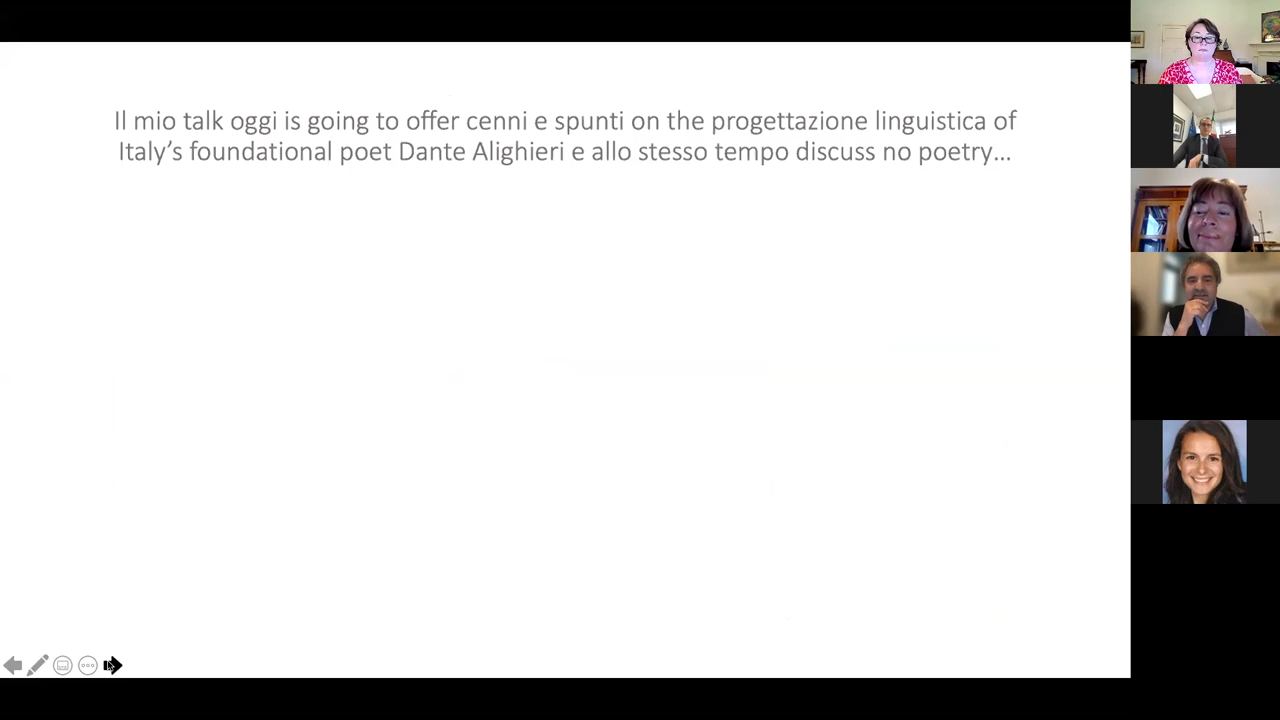 Il mio talk oggi is going to offer cenni e spunti on the progettazione linguistica of
Italy’s foundational poet Dante Alighieri e allo stesso tempo discuss no poetry…